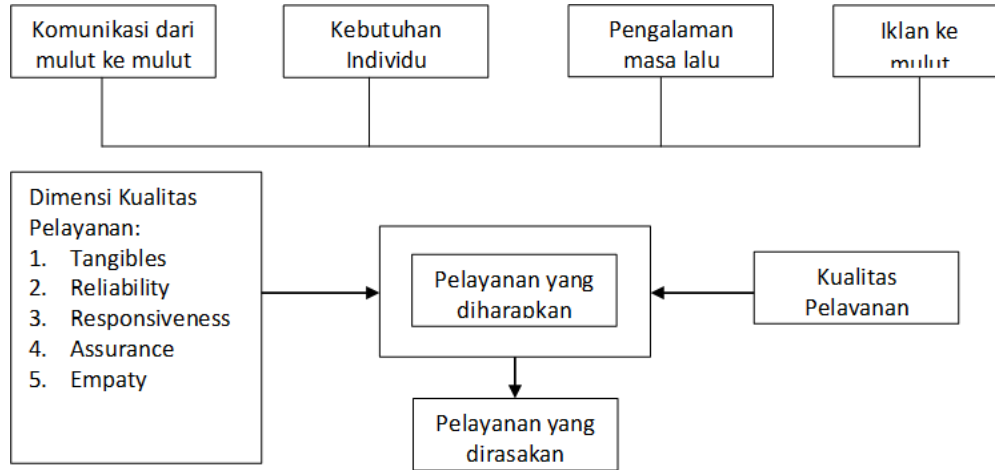 Komunikasi dari
mulut ke mulut
Kebutuhan
Individu
Pengalaman
masa lalu
Iklan ke
mulut
Dimensi Kualitas
Pelayanan:
1. Tangibles
2. Reliability
3. Responsiveness
4. Assurance
5. Empaty
Pelayanan yang
diharapkan
Kualitas
Pelayanan
Pelayanan yang
dirasakan